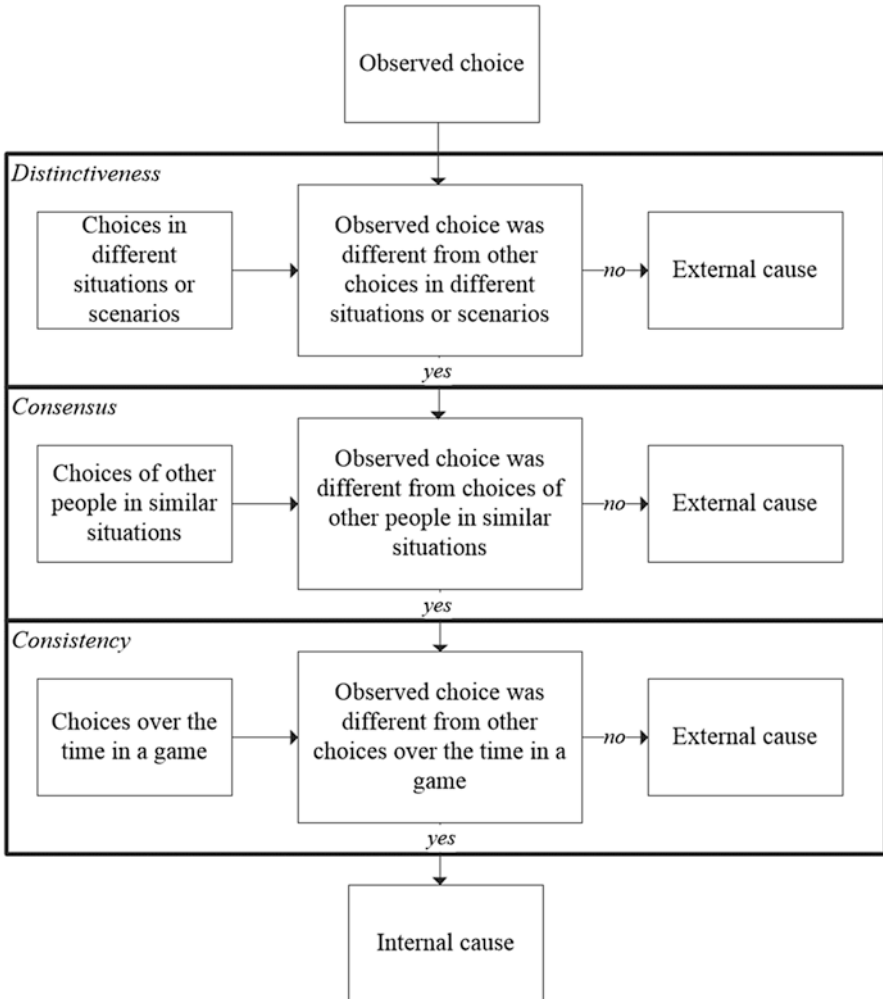 Observed choice
Distinctiveness
Choices in
different
situations or
scenarios
Observed choice was
different from other
choices in different
situations or scenarios
no
External cause
yes
Consensus
Choices of other
people in similar
situations
Observed choice was
different from choices of
other people in similar
situations
no
External cause
yes
Consistency
Choices over the
time in a game
Observed choice was
different from other
choices over the time in a
game
no
External cause
yes
Internal cause